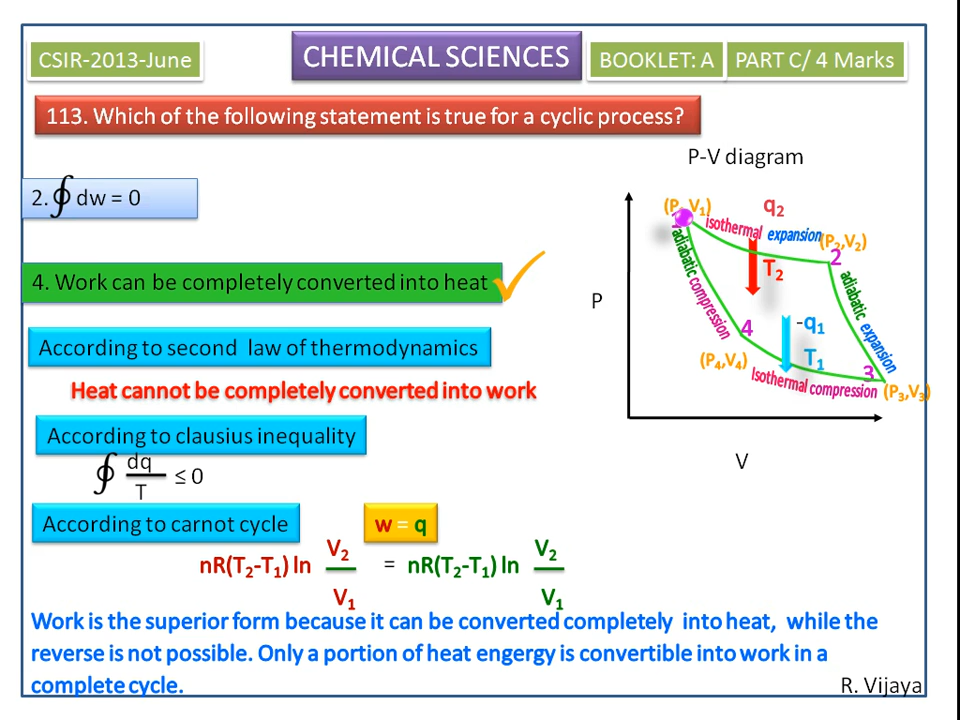 CSIR-2013-June
CHEMICAL SCIENCES
BOOKLET: A
PART C/ 4 Marks
113. Which of the following statement is true for a cyclic process?
2. ∮ dw = 0
4. Work can be completely converted into heat
According to second law of thermodynamics
Heat cannot be completely converted into work
According to clausius inequality
∮ dq/T ≤ 0
According to carnot cycle
w = q
nR(T₂-T₁) ln V₂/V₁ = nR(T₂-T₁) ln V₂/V₁
Work is the superior form because it can be converted completely into heat, while the
reverse is not possible. Only a portion of heat engergy is convertible into work in a
complete cycle.
R. Vijaya
P-V diagram
V₁)
q₂
isothermal expansion
(P₂,V₂)
2
T₂
adiabatic compression
adiabatic expansion
P
-q₁
4
T₁
(P₄,V₄)
3
Isothermal compression
(P₃,V₃)
V